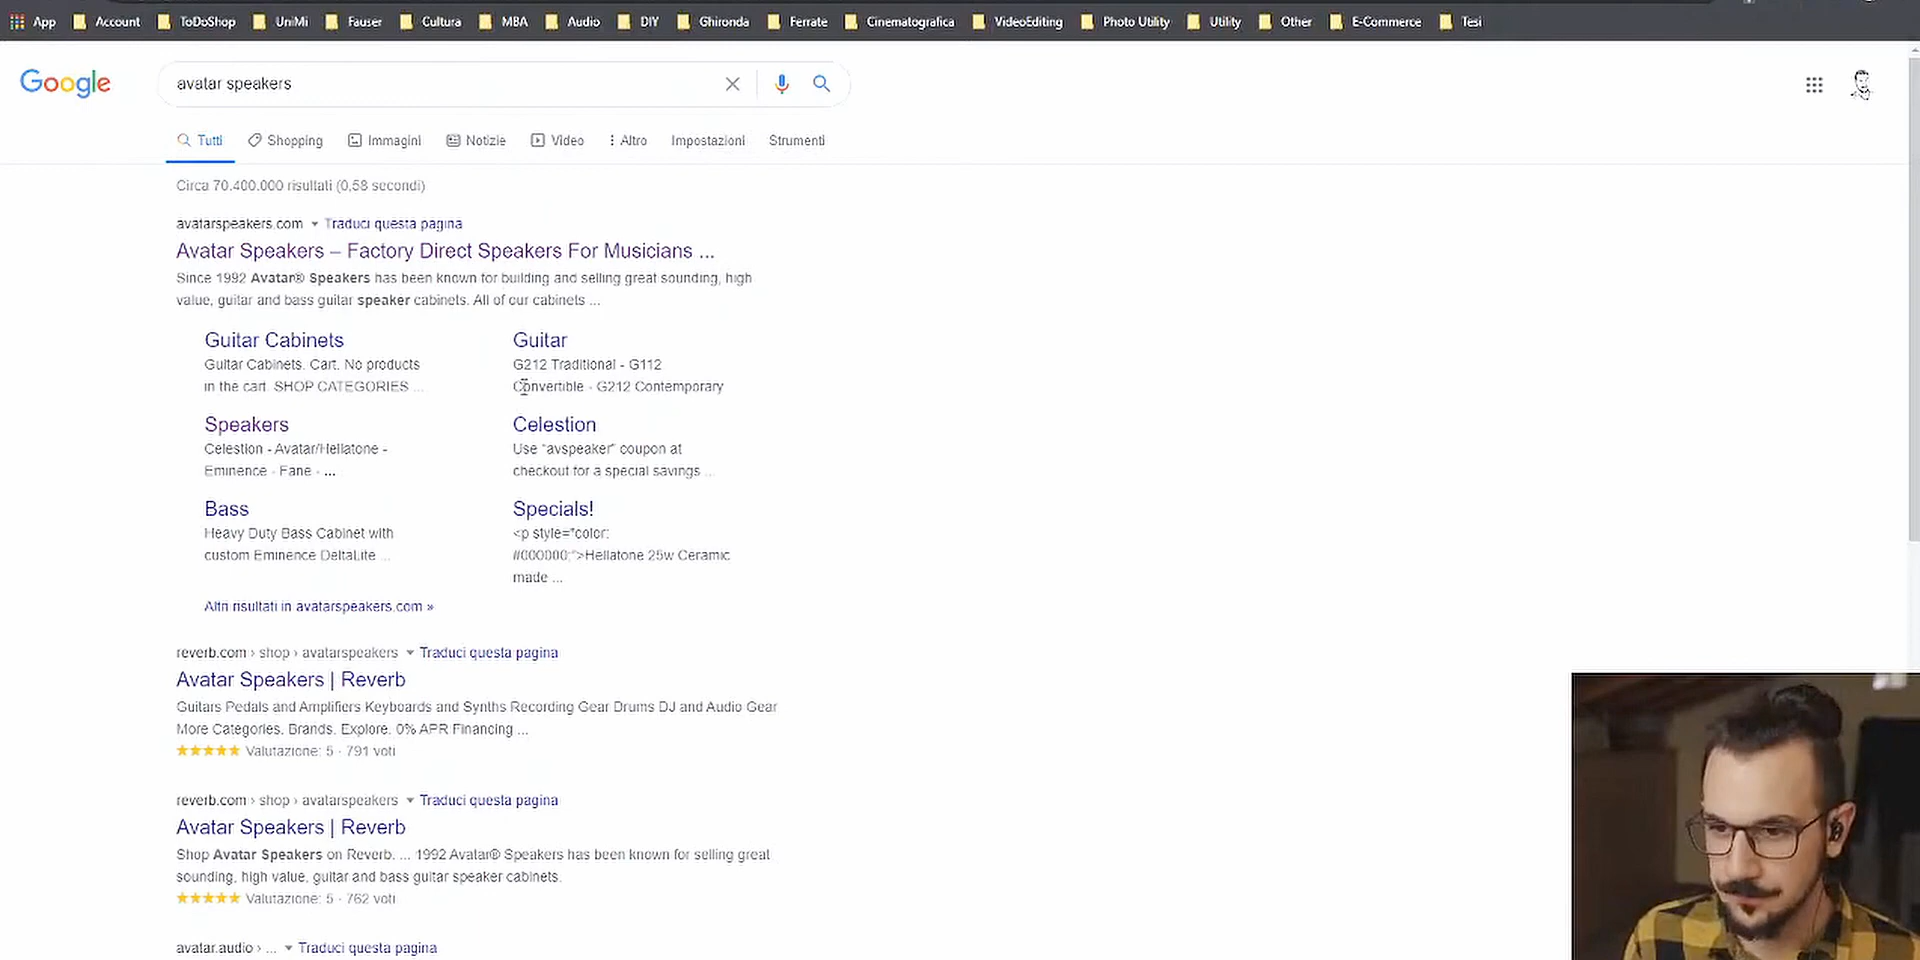 App Account ToDoShop UniMi Fauser Cultura MBA Audio DIY Ghironda Ferrate Cinematografica VideoEditing Photo Utility Utility Other E-Commerce Tesi
Google avatar speakers
Tutti Shopping Immagini Notizie Video Altro Impostazioni Strumenti
Circa 70.400.000 risultati (0,58 secondi)
avatarspeakers.com Traduci questa pagina
Avatar Speakers – Factory Direct Speakers For Musicians ...
Since 1992 Avatar® Speakers has been known for building and selling great sounding, high
value, guitar and bass guitar speaker cabinets. All of our cabinets ...
Guitar Cabinets
Guitar Cabinets. Cart. No products
in the cart. SHOP CATEGORIES ...
Guitar
G212 Traditional - G112
Convertible - G212 Contemporary
Speakers
Celestion - Avatar/Hellatone -
Eminence - Fane - ...
Celestion
Use "avspeaker" coupon at
checkout for a special savings ...
Bass
Heavy Duty Bass Cabinet with
custom Eminence DeltaLite ...
Specials!
<p style="color:
#000000;">Hellatone 25w Ceramic
made ...
Altri risultati in avatarspeakers.com »
reverb.com › shop › avatarspeakers Traduci questa pagina
Avatar Speakers | Reverb
Guitars Pedals and Amplifiers Keyboards and Synths Recording Gear Drums DJ and Audio Gear
More Categories. Brands. Explore. 0% APR Financing ...
★★★★★ Valutazione: 5 · 791 voti
reverb.com › shop › avatarspeakers Traduci questa pagina
Avatar Speakers | Reverb
Shop Avatar Speakers on Reverb. ... 1992 Avatar® Speakers has been known for selling great
sounding, high value, guitar and bass guitar speaker cabinets.
★★★★★ Valutazione: 5 · 762 voti
avatar.audio › ... Traduci questa pagina